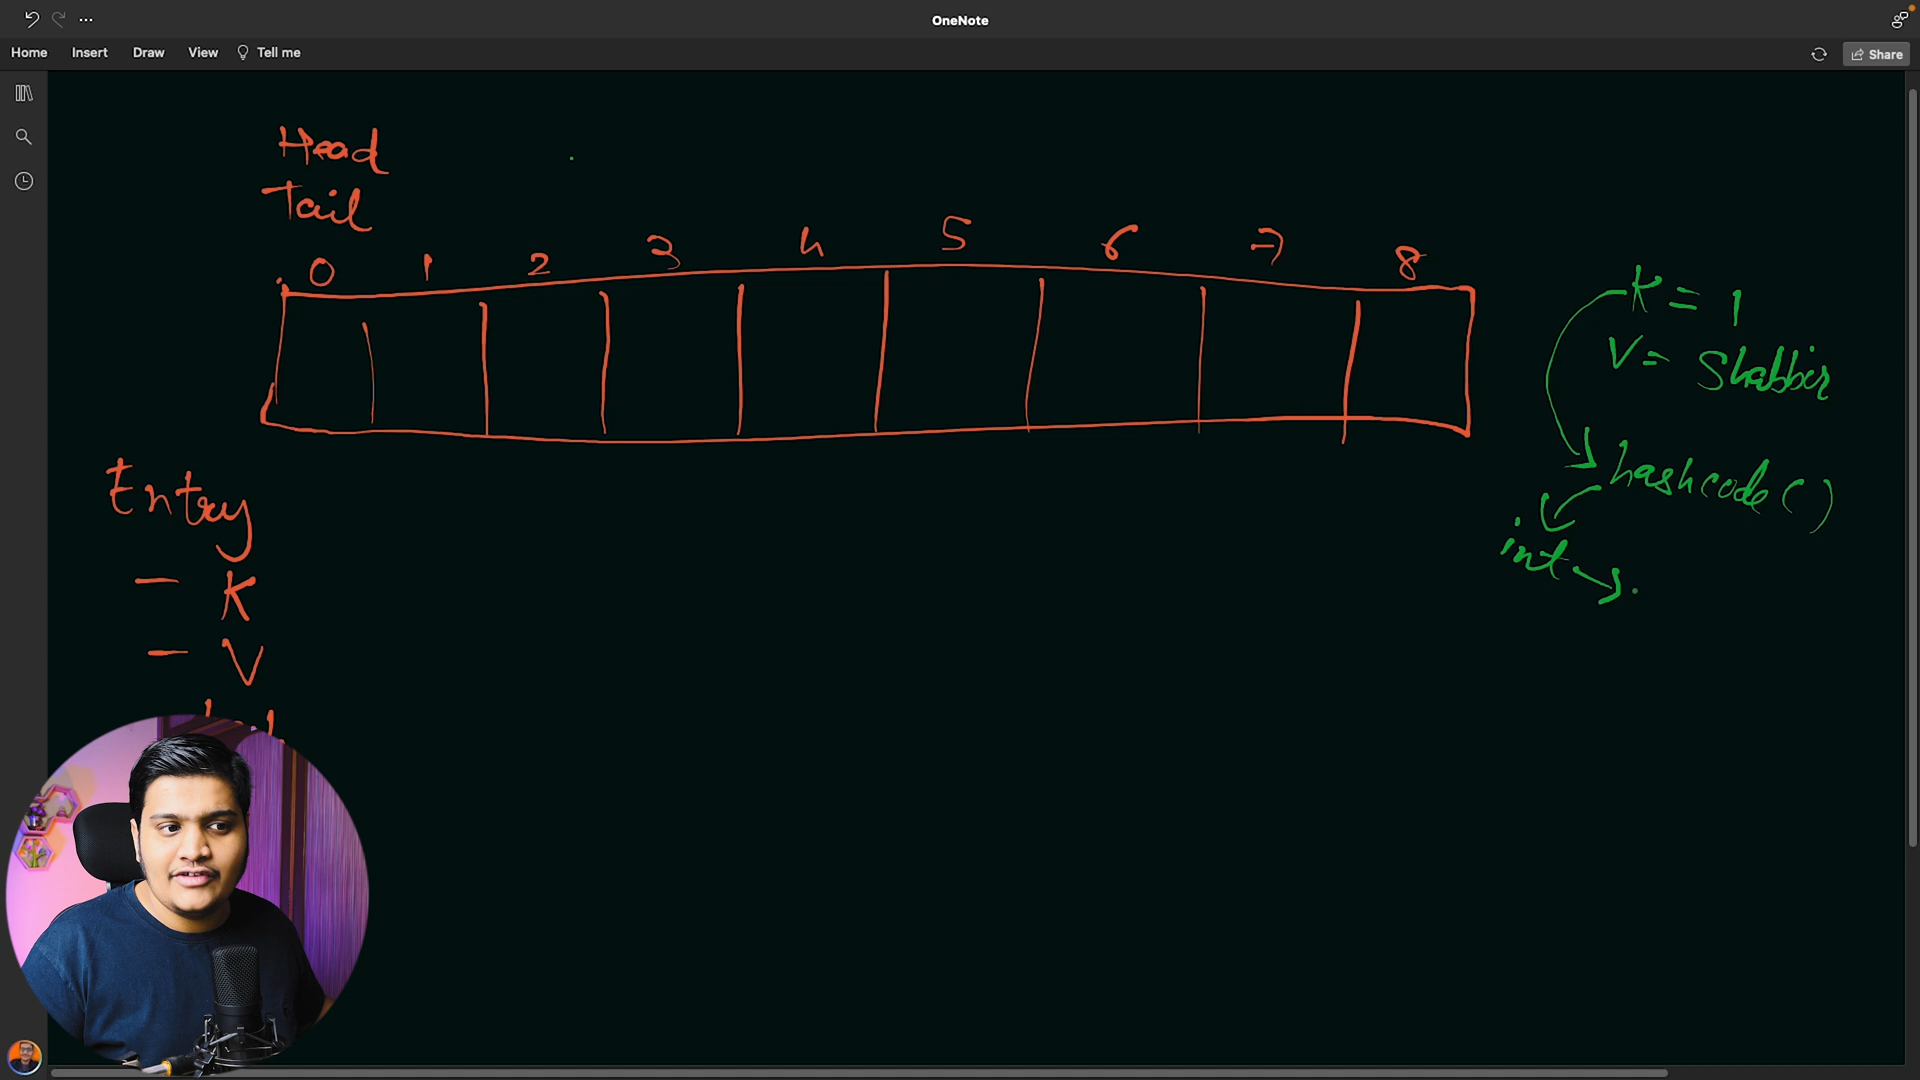 OneNote
Home Insert Draw View Tell me
Share
Head
Tail
0 1 2 3 4 5 6 7 8
K = 1
V = Shabbir
hashcode()
int
Entry
- K
- V